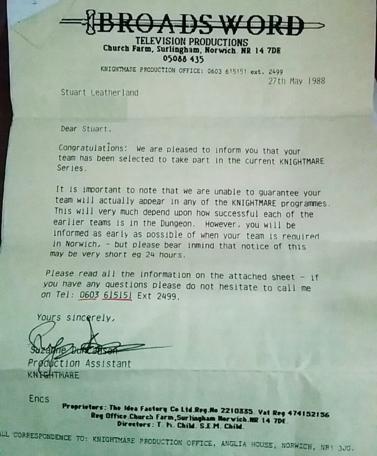 BROADSWORD
TELEVISION PRODUCTIONS
Church Farm, Surlingham, Norwich. NR 14 7DE
05088 435
KNIGHTMARE PRODUCTION OFFICE: 0603 615151 ext. 2499
27th May 1988
Stuart Leatherland
Dear Stuart.
Congratulations: We are pleased to inform you that your
team has been selected to take part in the current KNIGHTMARE
Series.
It is important to note that we are unable to guarantee your
team will actually appear in any of the KNIGHTMARE programmes.
This will very much depend upon how successful each of the
earlier teams is in the Dungeon. However, you will be
informed as early as possible of when your team is required
in Norwich, - but please bear inmind that notice of this
may be very short eg 24 hours.
Please read all the information on the attached sheet - if
you have any questions please do not hesitate to call me
on Tel: 0603 615151 Ext 2499.
Yours sincerely,
Suzanne
Production Assistant
KNIGHTMARE
Encs
Proprietors: The Idea Factory Co Ltd.Reg.No 2210335. Vat Reg 474152156
Reg Office.Church Farm,Surlingham Norwich.NR 14 7DE.
Directors: T. M. Child. S.E.M. Child.
ALL CORRESPONDENCE TO: KNIGHTMARE PRODUCTION OFFICE, ANGLIA HOUSE, NORWICH, NR1 3JG.